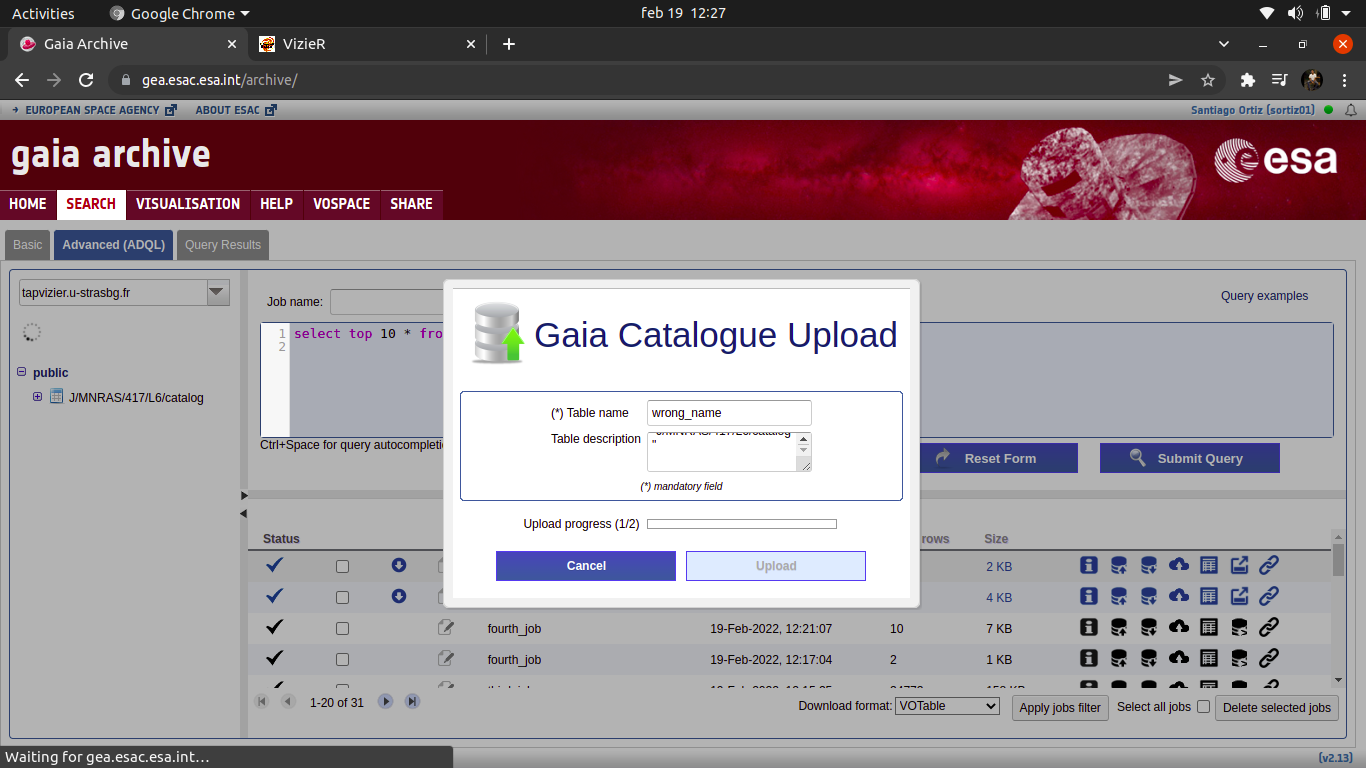 Activities Google Chrome feb 19 12:27
Gaia Archive VizieR
gea.esac.esa.int/archive/
EUROPEAN SPACE AGENCY ABOUT ESAC Santiago Ortiz (sortiz01)
gaia archive esa
HOME SEARCH VISUALISATION HELP VOSPACE SHARE
Basic Advanced (ADQL) Query Results
tapvizier.u-strasbg.fr
Job name: Query examples
1 select top 10 * fro
2
public
J/MNRAS/417/L6/catalog
Gaia Catalogue Upload
(*) Table name wrong_name
Table description J/MNRAS/417/L6/catalog
"
(*) mandatory field
Ctrl+Space for query autocompleti
Reset Form Submit Query
Upload progress (1/2)
Cancel Upload
Status rows Size
2 KB
4 KB
fourth_job 19-Feb-2022, 12:21:07 10 7 KB
fourth_job 19-Feb-2022, 12:17:04 2 1 KB
1-20 of 31 Download format: VOTable Apply jobs filter Select all jobs Delete selected jobs
Waiting for gea.esac.esa.int… (v2.13)